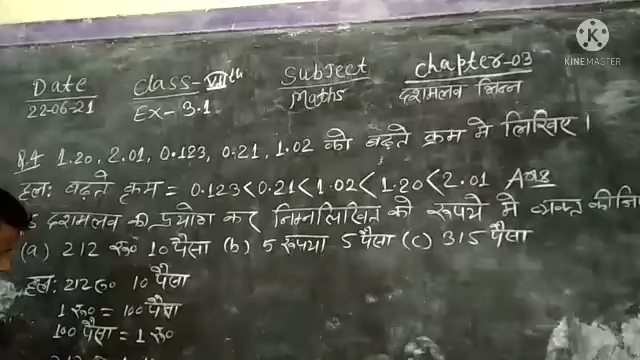 Date Class-VIIth Subject Chapter-03
22-06-21 Ex-3.1 Maths दशमलव भिन्न
Q.4 1.20, 2.01, 0.123, 0.21, 1.02 को बढ़ते क्रम मे लिखिए।
हल: बढ़ते क्रम = 0.123<0.21<1.02<1.20<2.01 Ans
5 दशमलव का प्रयोग कर निम्नलिखित को रूपये मे व्यक्त कीजि
(a) 212 रू० 10 पैसा (b) 5 रूपया 5 पैसा (c) 315 पैसा
हल: 212 रू० 10 पैसा
1 रू० = 100 पैसा
100 पैसा = 1 रू०
KINEMASTER